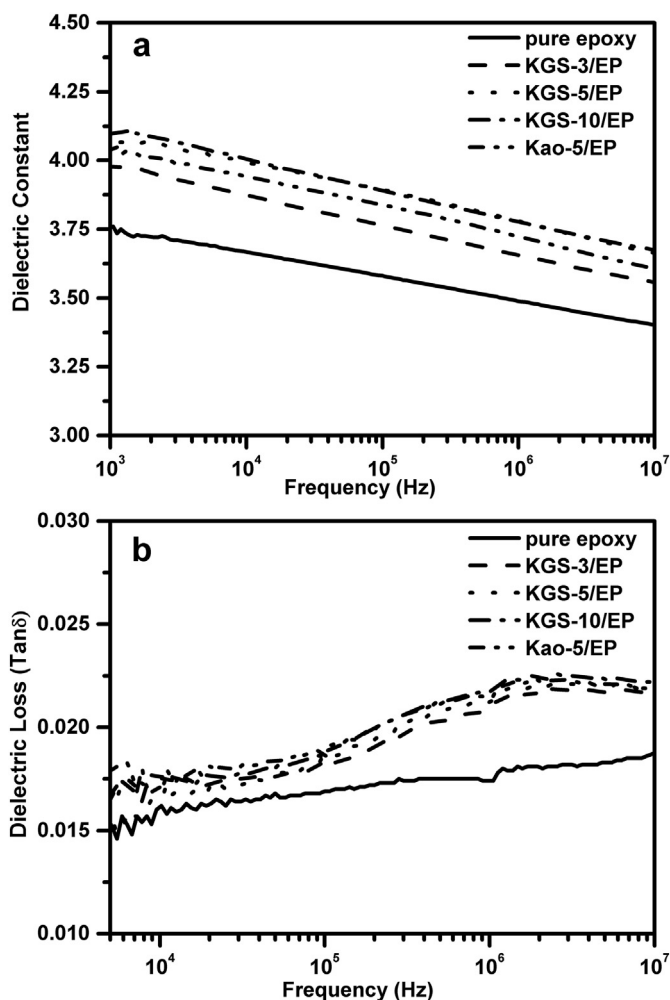 a
pure epoxy
KGS-3/EP
KGS-5/EP
KGS-10/EP
Kao-5/EP
4.50
4.25
4.00
3.75
3.50
3.25
3.00
Dielectric Constant
10³ 10⁴ 10⁵ 10⁶ 10⁷
Frequency (Hz)
b
pure epoxy
KGS-3/EP
KGS-5/EP
KGS-10/EP
Kao-5/EP
0.030
0.025
0.020
0.015
0.010
Dielectric Loss (Tanδ)
10⁴ 10⁵ 10⁶ 10⁷
Frequency (Hz)